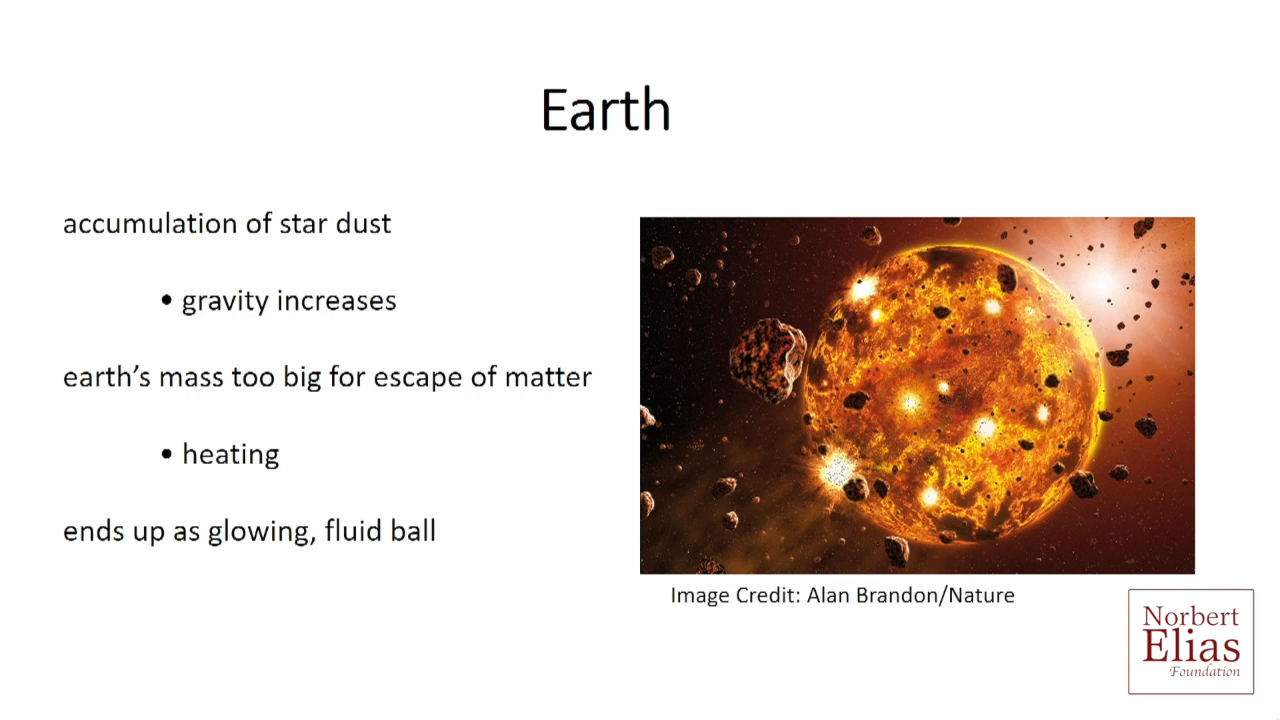 Earth
accumulation of star dust
• gravity increases
earth’s mass too big for escape of matter
• heating
ends up as glowing, fluid ball
Image Credit: Alan Brandon/Nature
Norbert
Elias
Foundation